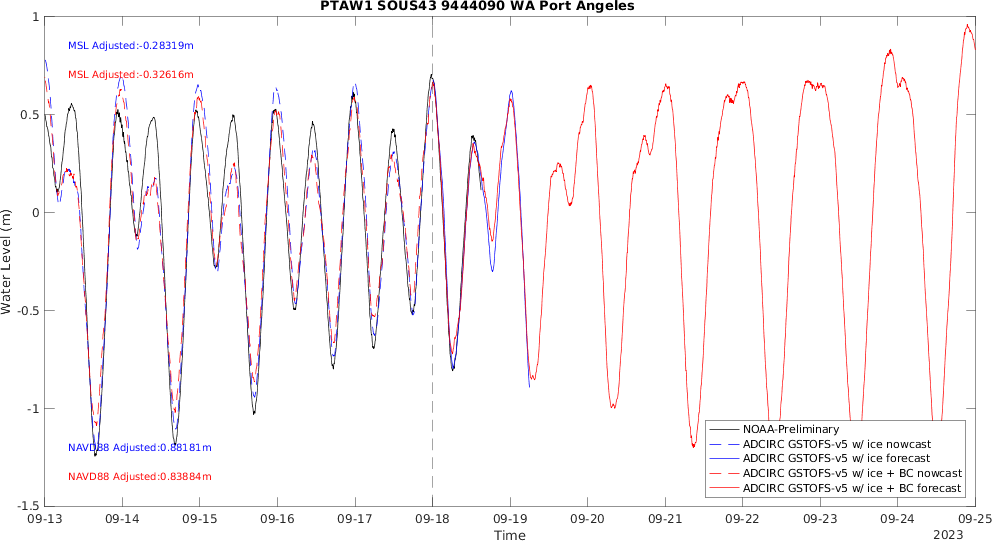 PTAW1 SOUS43 9444090 WA Port Angeles
MSL Adjusted:-0.28319m
MSL Adjusted:-0.32616m
NAVD88 Adjusted:0.88181m
NAVD88 Adjusted:0.83884m
Water Level (m)
1
0.5
0
-0.5
-1
-1.5
NOAA-Preliminary
ADCIRC GSTOFS-v5 w/ ice nowcast
ADCIRC GSTOFS-v5 w/ ice forecast
ADCIRC GSTOFS-v5 w/ ice + BC nowcast
ADCIRC GSTOFS-v5 w/ ice + BC forecast
09-13 09-14 09-15 09-16 09-17 09-18 09-19 09-20 09-21 09-22 09-23 09-24 09-25
Time
2023